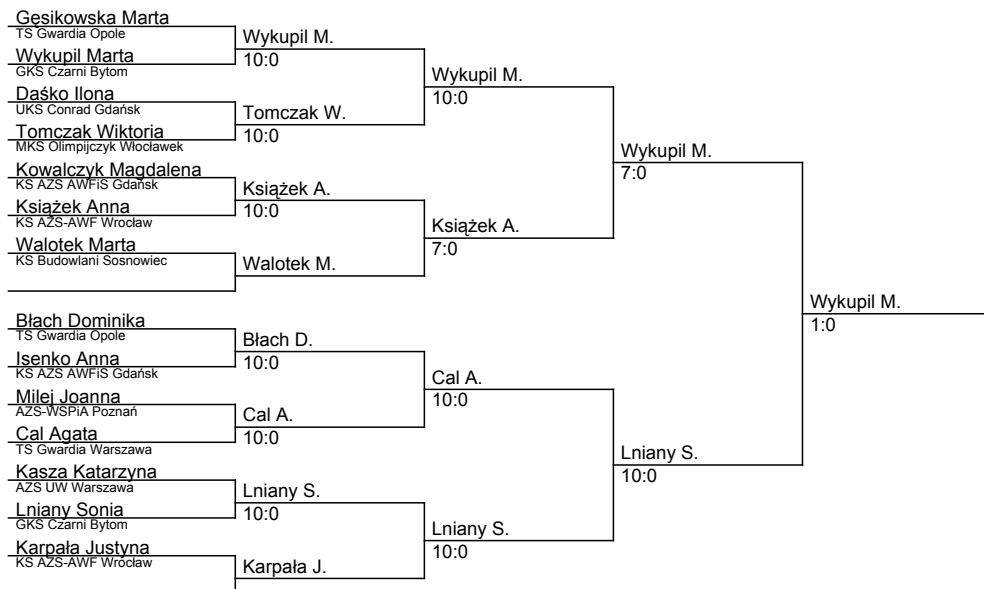 Gęsikowska Marta
TS Gwardia Opole
Wykupil M.
10:0
Wykupil Marta
GKS Czarni Bytom
Wykupil M.
10:0
Daśko Ilona
UKS Conrad Gdańsk
Tomczak W.
10:0
Tomczak Wiktoria
MKS Olimpijczyk Włocławek
Wykupil M.
7:0
Kowalczyk Magdalena
KS AZS AWFiS Gdańsk
Książek A.
10:0
Książek Anna
KS AZS-AWF Wrocław
Książek A.
7:0
Walotek Marta
KS Budowlani Sosnowiec
Walotek M.
Wykupil M.
1:0
Błach Dominika
TS Gwardia Opole
Błach D.
10:0
Isenko Anna
KS AZS AWFiS Gdańsk
Cal A.
10:0
Milej Joanna
AZS-WSPiA Poznań
Cal A.
10:0
Cal Agata
TS Gwardia Warszawa
Lniany S.
10:0
Kasza Katarzyna
AZS UW Warszawa
Lniany S.
10:0
Lniany Sonia
GKS Czarni Bytom
Lniany S.
10:0
Karpała Justyna
KS AZS-AWF Wrocław
Karpała J.